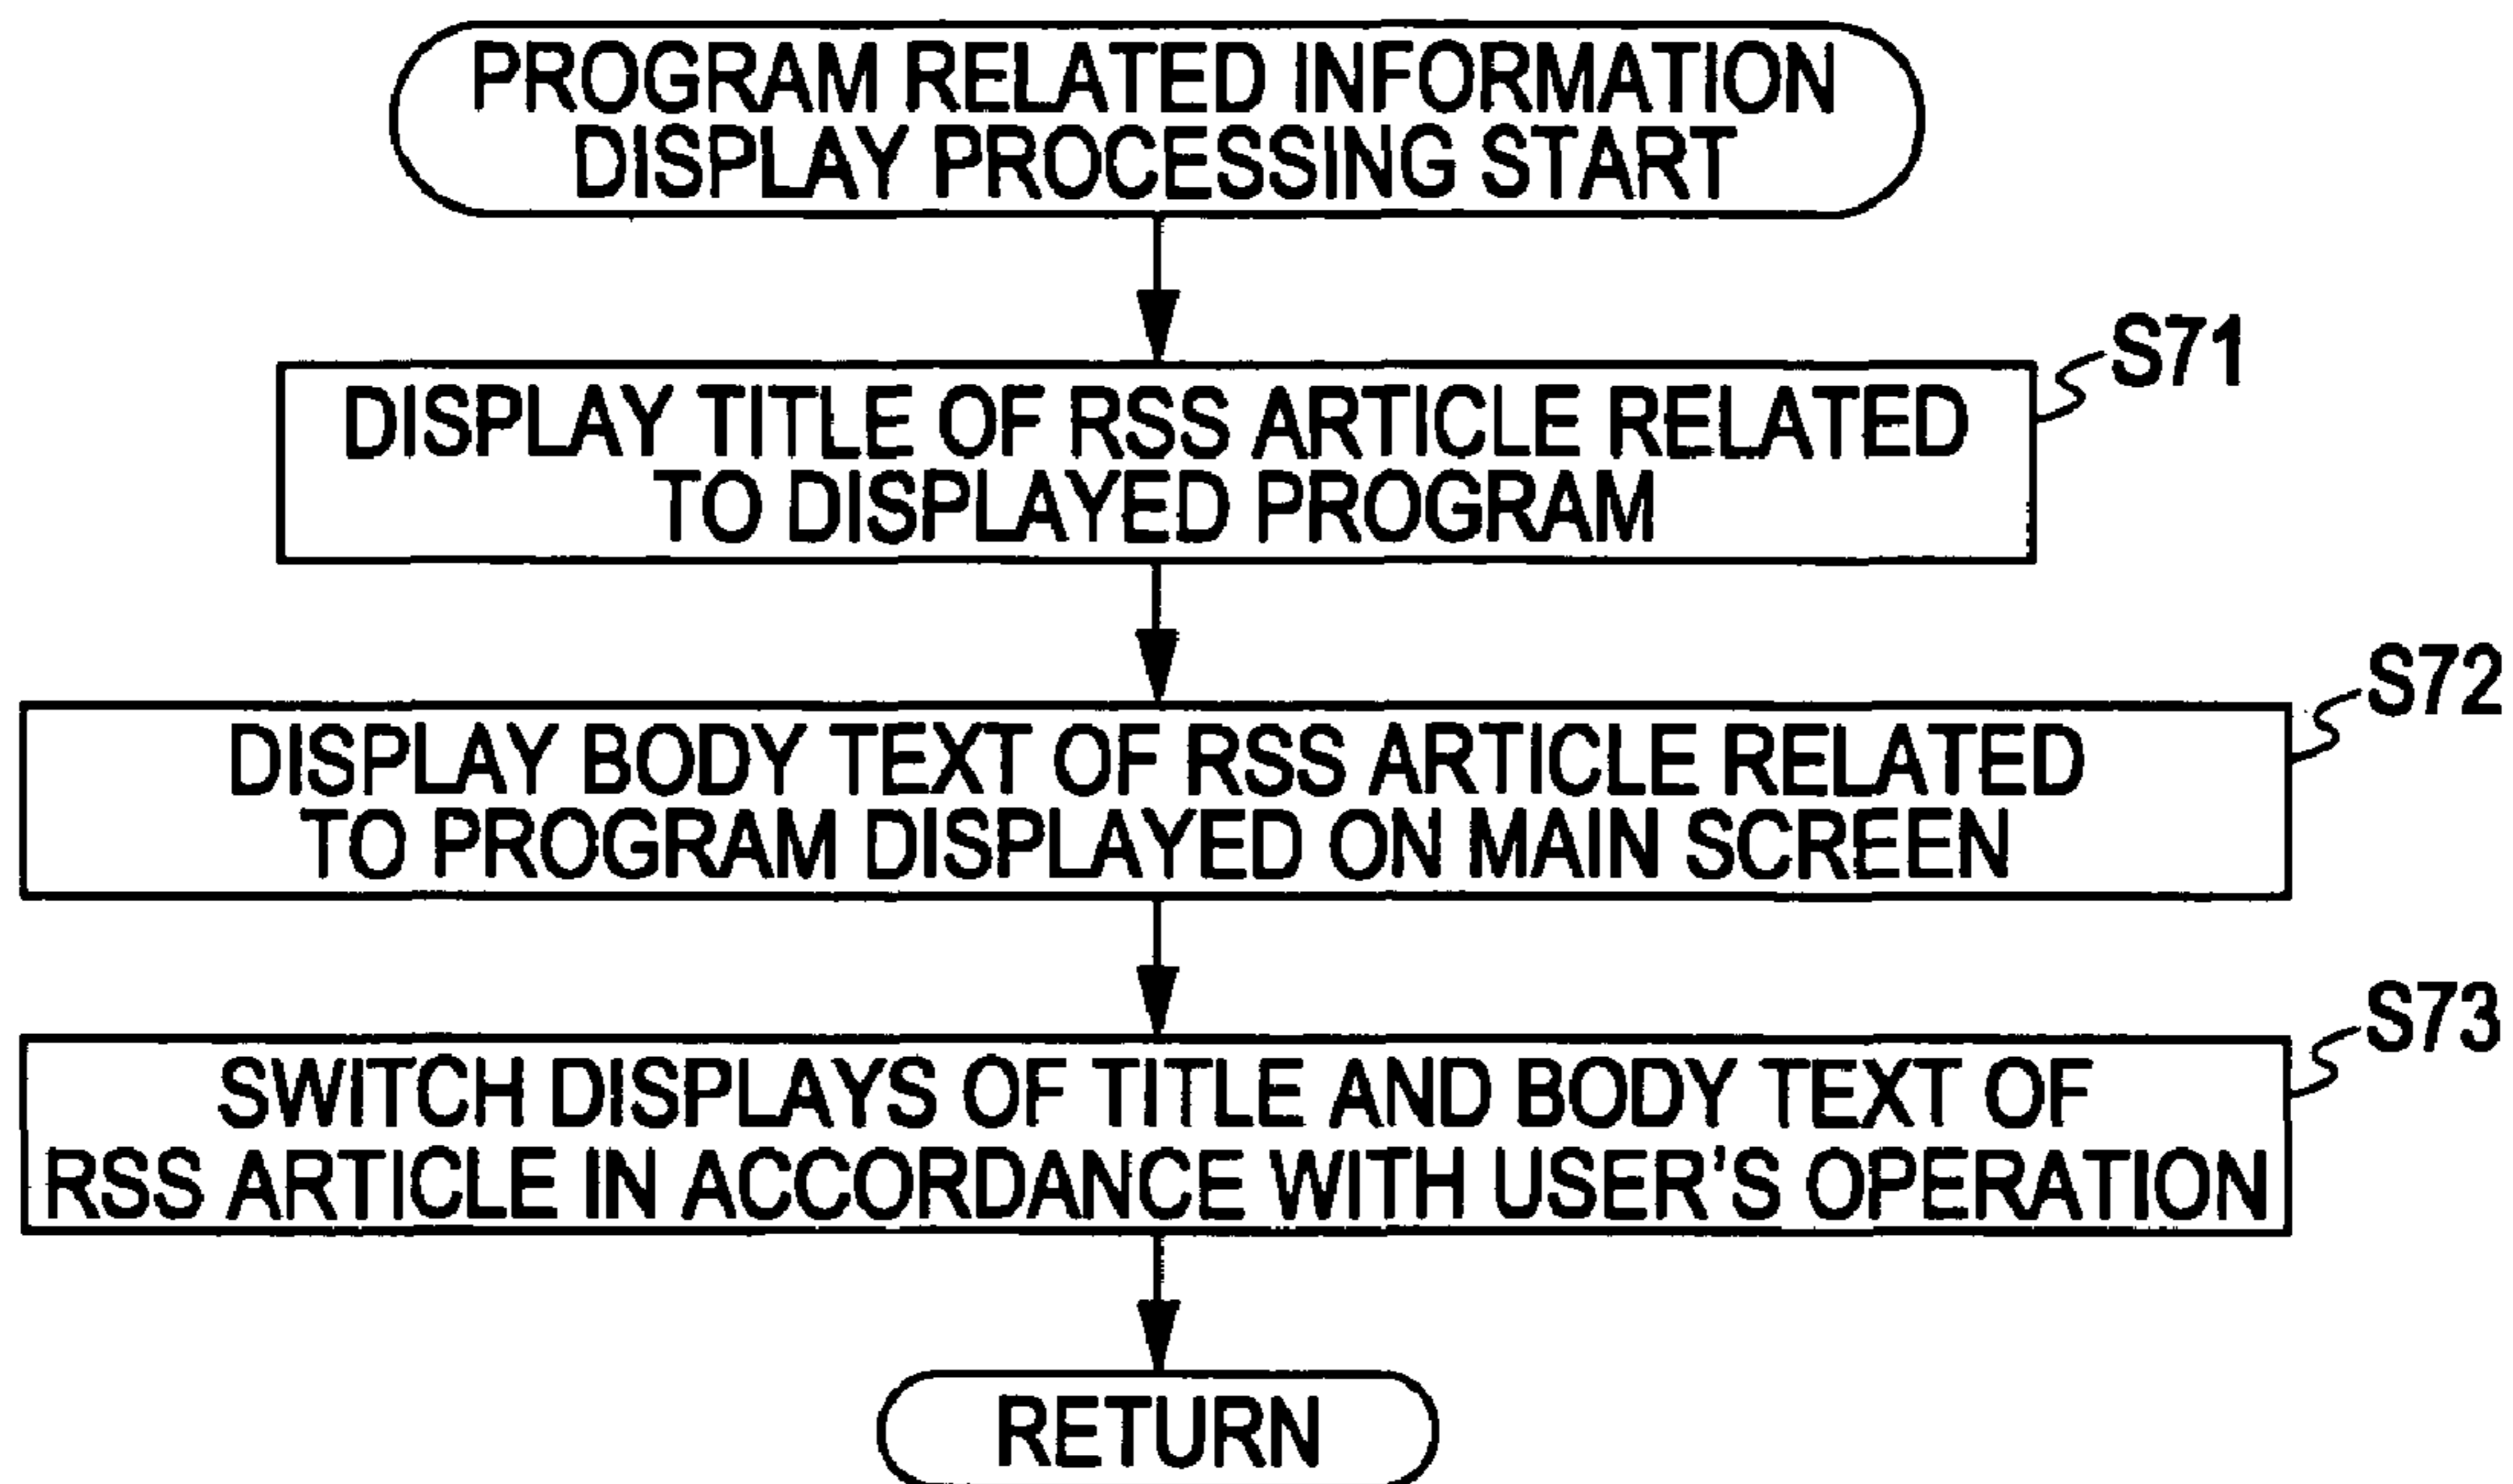 PROGRAM RELATED INFORMATION
DISPLAY PROCESSING START
S71
DISPLAY TITLE OF RSS ARTICLE RELATED
TO DISPLAYED PROGRAM
S72
DISPLAY BODY TEXT OF RSS ARTICLE RELATED
TO PROGRAM DISPLAYED ON MAIN SCREEN
S73
SWITCH DISPLAYS OF TITLE AND BODY TEXT OF
RSS ARTICLE IN ACCORDANCE WITH USER'S OPERATION
RETURN